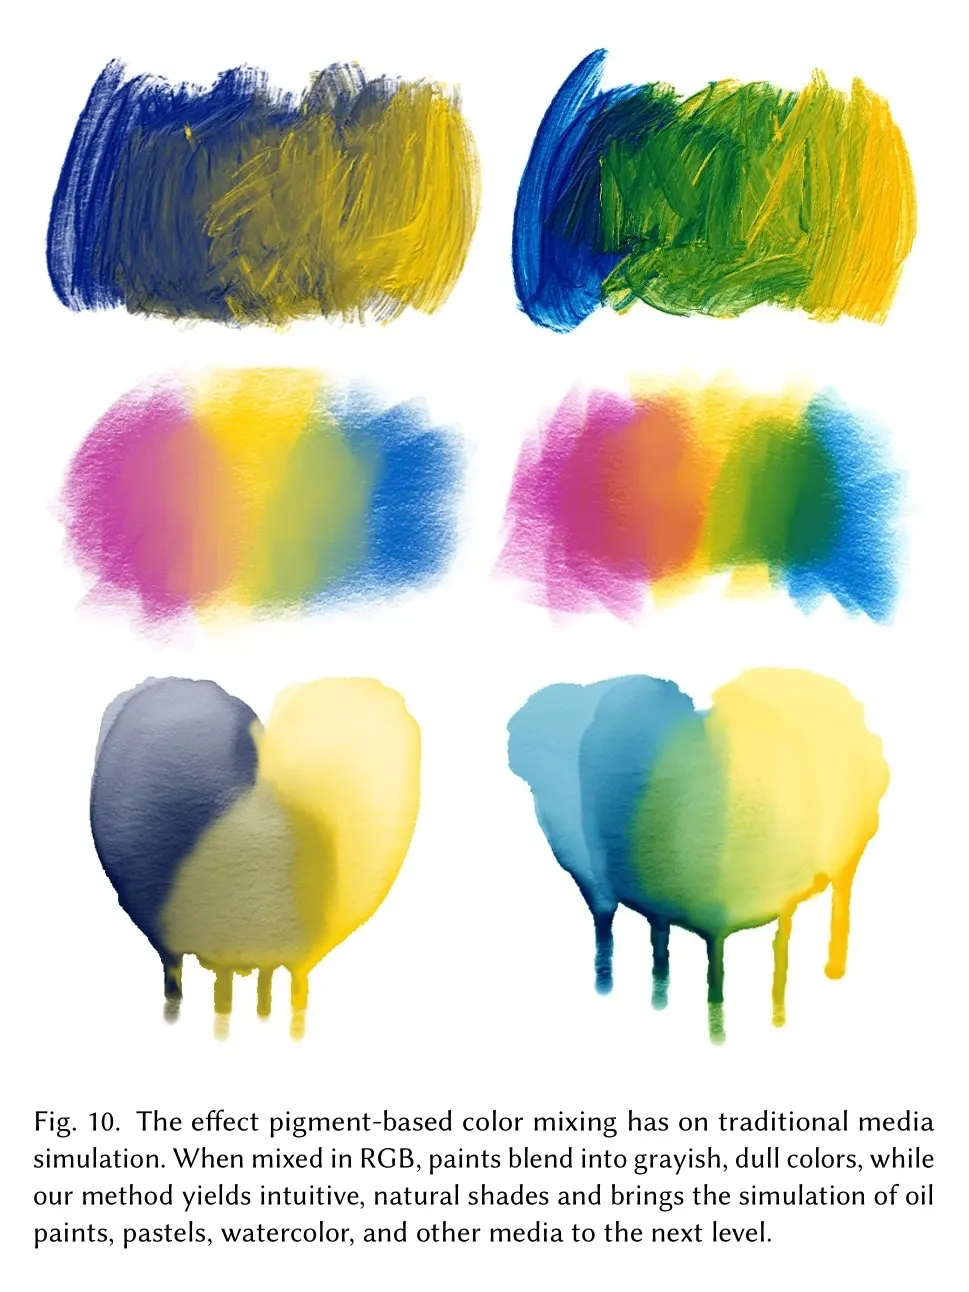 Fig. 10. The effect pigment-based color mixing has on traditional media
simulation. When mixed in RGB, paints blend into grayish, dull colors, while
our method yields intuitive, natural shades and brings the simulation of oil
paints, pastels, watercolor, and other media to the next level.